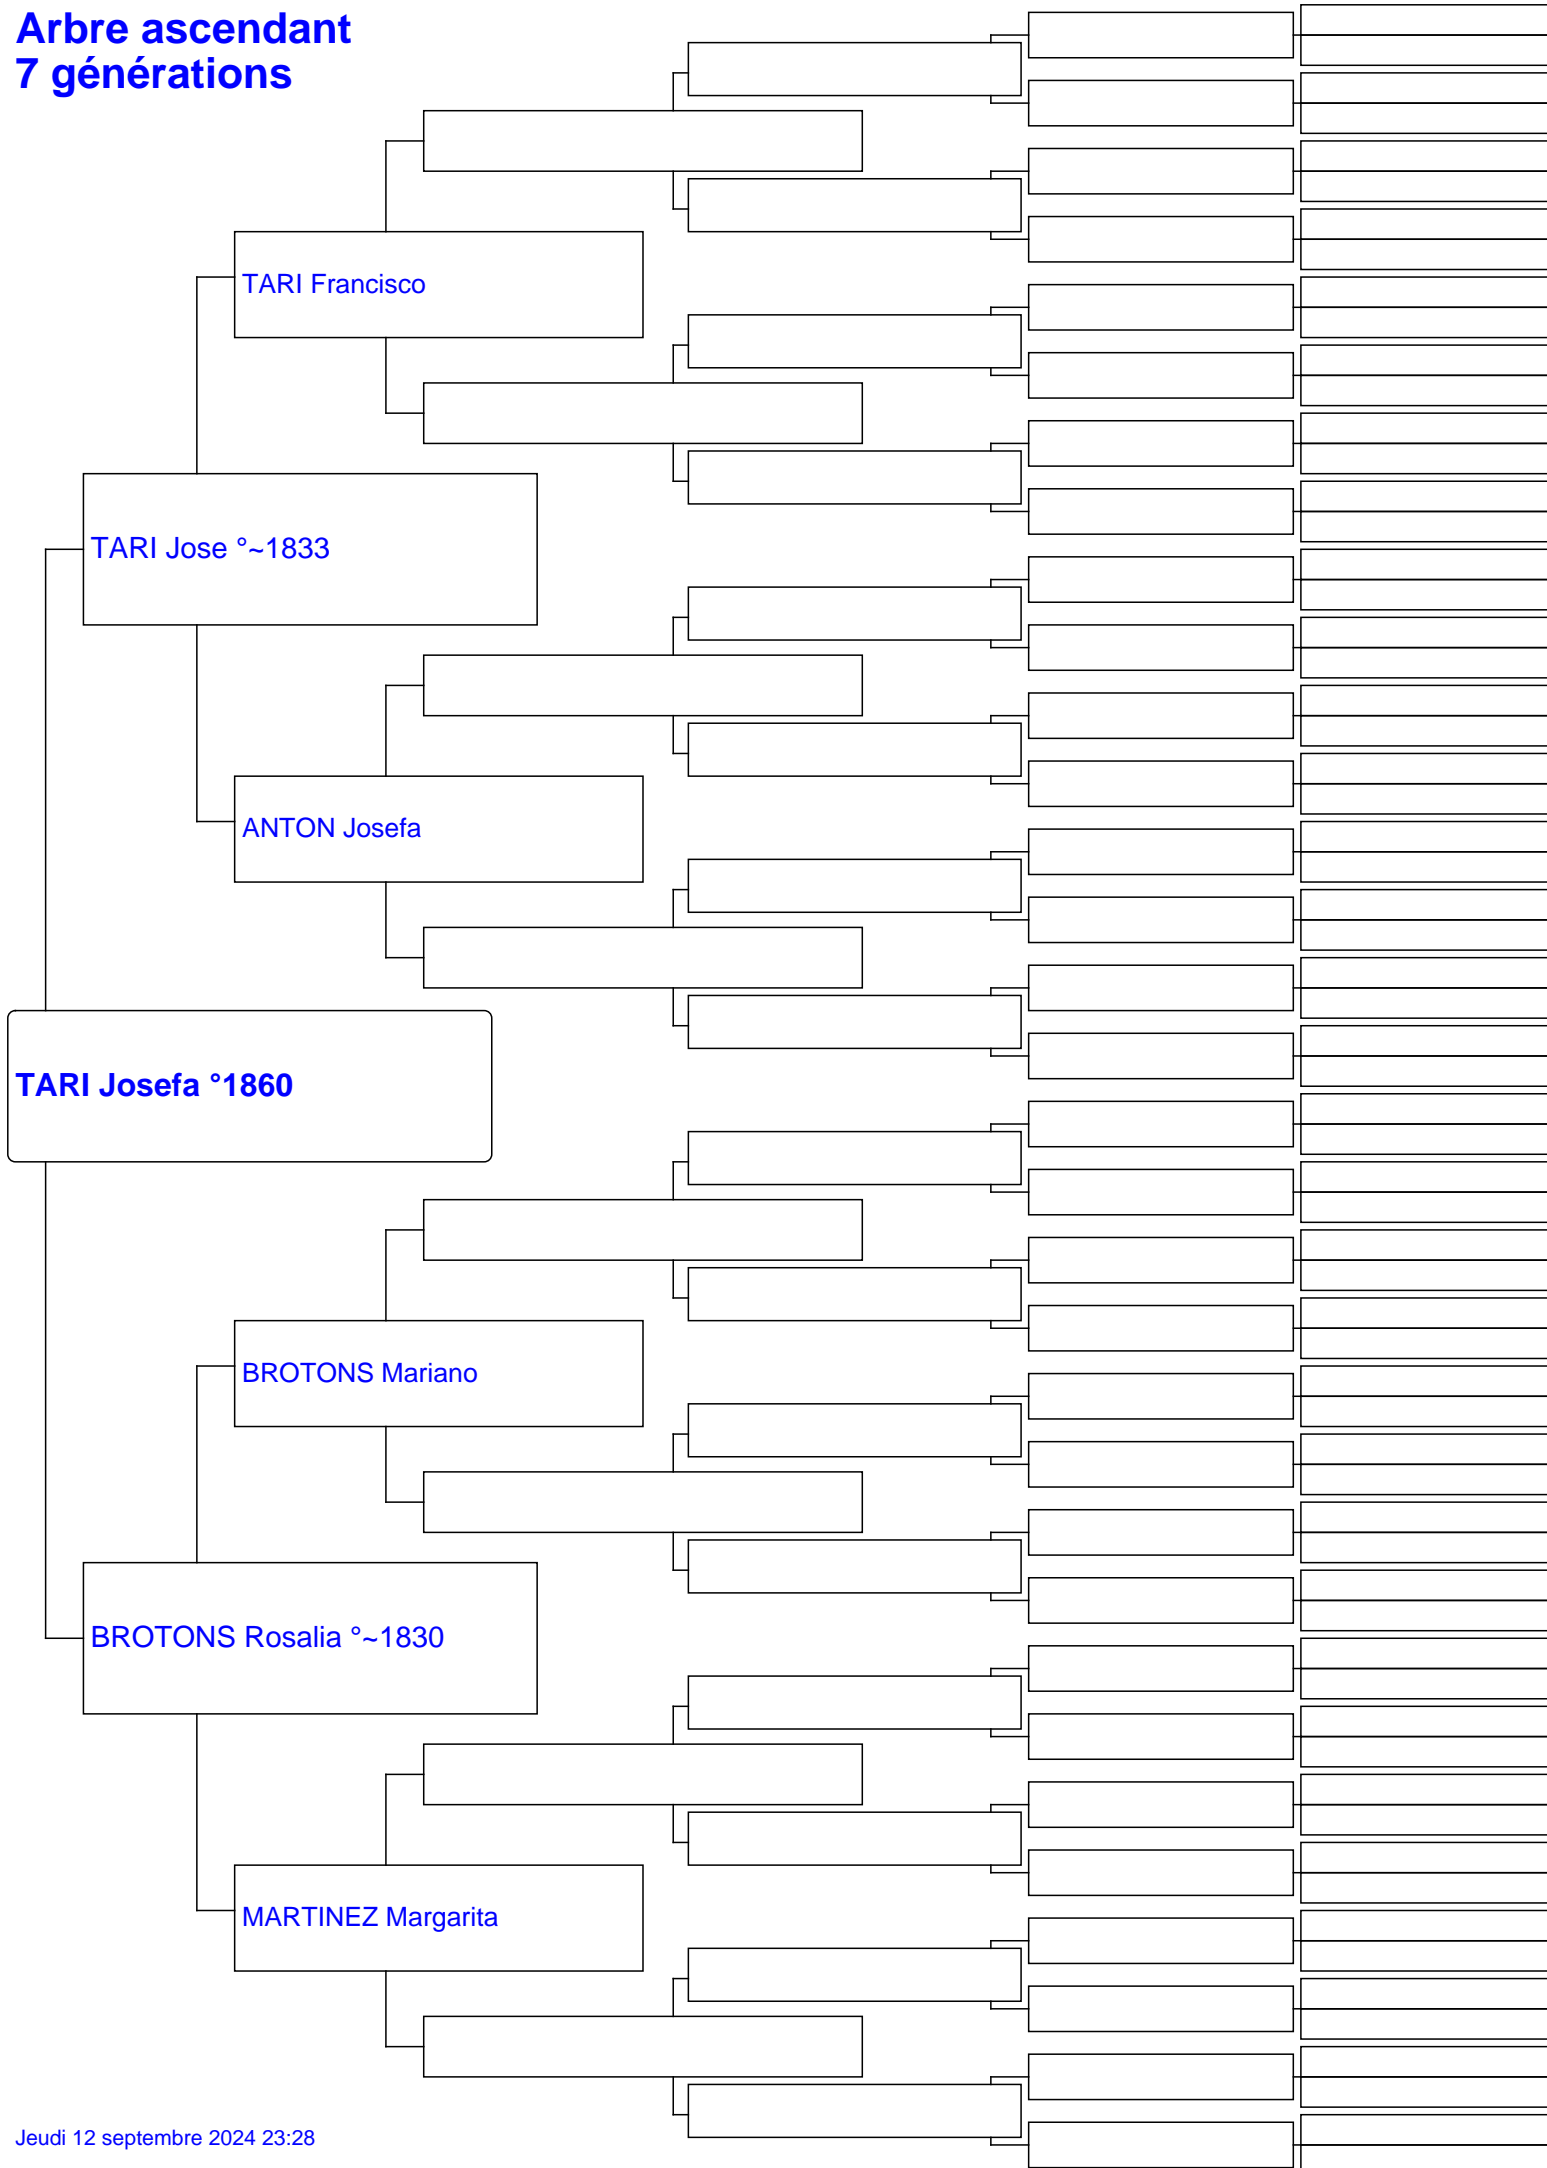 Arbre ascendant
7 générations
TARI Francisco
TARI Jose °~1833
ANTON Josefa
TARI Josefa °1860
BROTONS Mariano
BROTONS Rosalia °~1830
MARTINEZ Margarita
Jeudi 12 septembre 2024 23:28